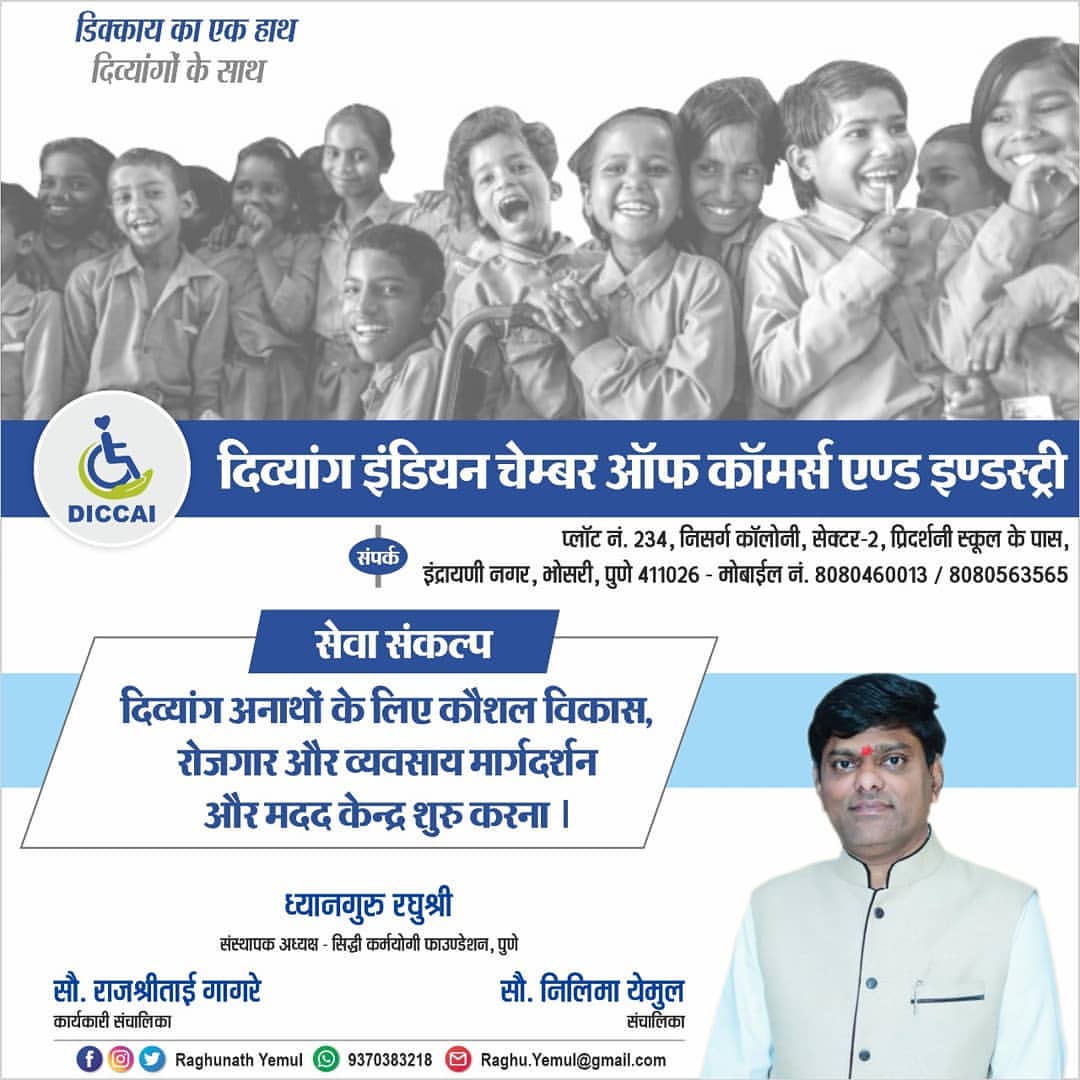 डिक्काय का एक हाथ
दिव्यांगों के साथ
DICCAI
दिव्यांग इंडियन चेम्बर ऑफ कॉमर्स एण्ड इण्डस्ट्री
संपर्क
प्लॉट नं. 234, निसर्ग कॉलोनी, सेक्टर-2, प्रिदर्शनी स्कूल के पास,
इंद्रायणी नगर, भोसरी, पुणे 411026 - मोबाईल नं. 8080460013 / 8080563565
सेवा संकल्प
दिव्यांग अनाथों के लिए कौशल विकास,
रोजगार और व्यवसाय मार्गदर्शन
और मदद केन्द्र शुरु करना।
ध्यानगुरु रघुश्री
संस्थापक अध्यक्ष - सिद्धी कर्मयोगी फाउण्डेशन, पुणे
सौ. राजश्रीताई गागरे
कार्यकारी संचालिका
सौ. निलिमा येमुल
संचालिका
Raghunath Yemul 9370383218 Raghu.Yemul@gmail.com